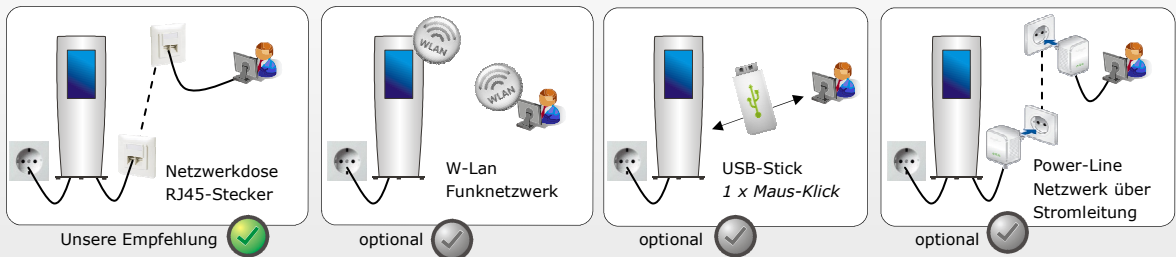 Netzwerkdose
RJ45-Stecker
Unsere Empfehlung
WLAN
WLAN
W-Lan
Funknetzwerk
optional
USB-Stick
1 x Maus-Klick
optional
Power-Line
Netzwerk über
Stromleitung
optional